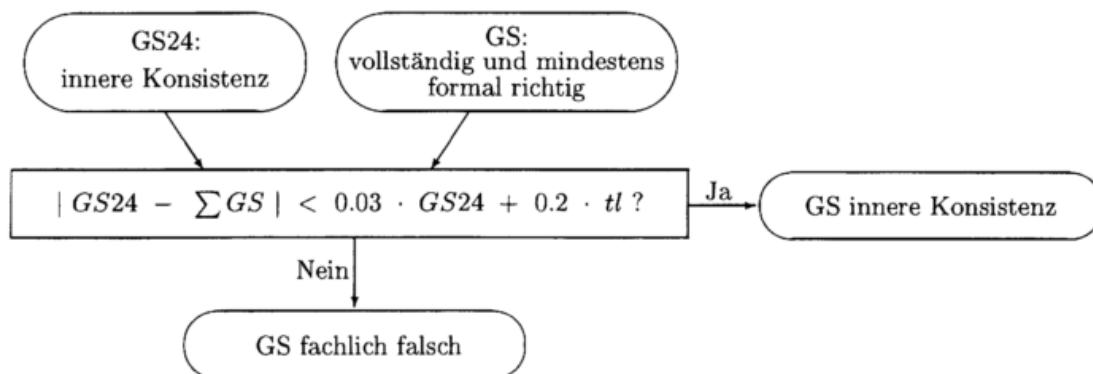 GS24:
innere Konsistenz
GS:
vollständig und mindestens
formal richtig
| GS24 − ∑ GS | < 0.03 · GS24 + 0.2 · tl ?
Ja
GS innere Konsistenz
Nein
GS fachlich falsch